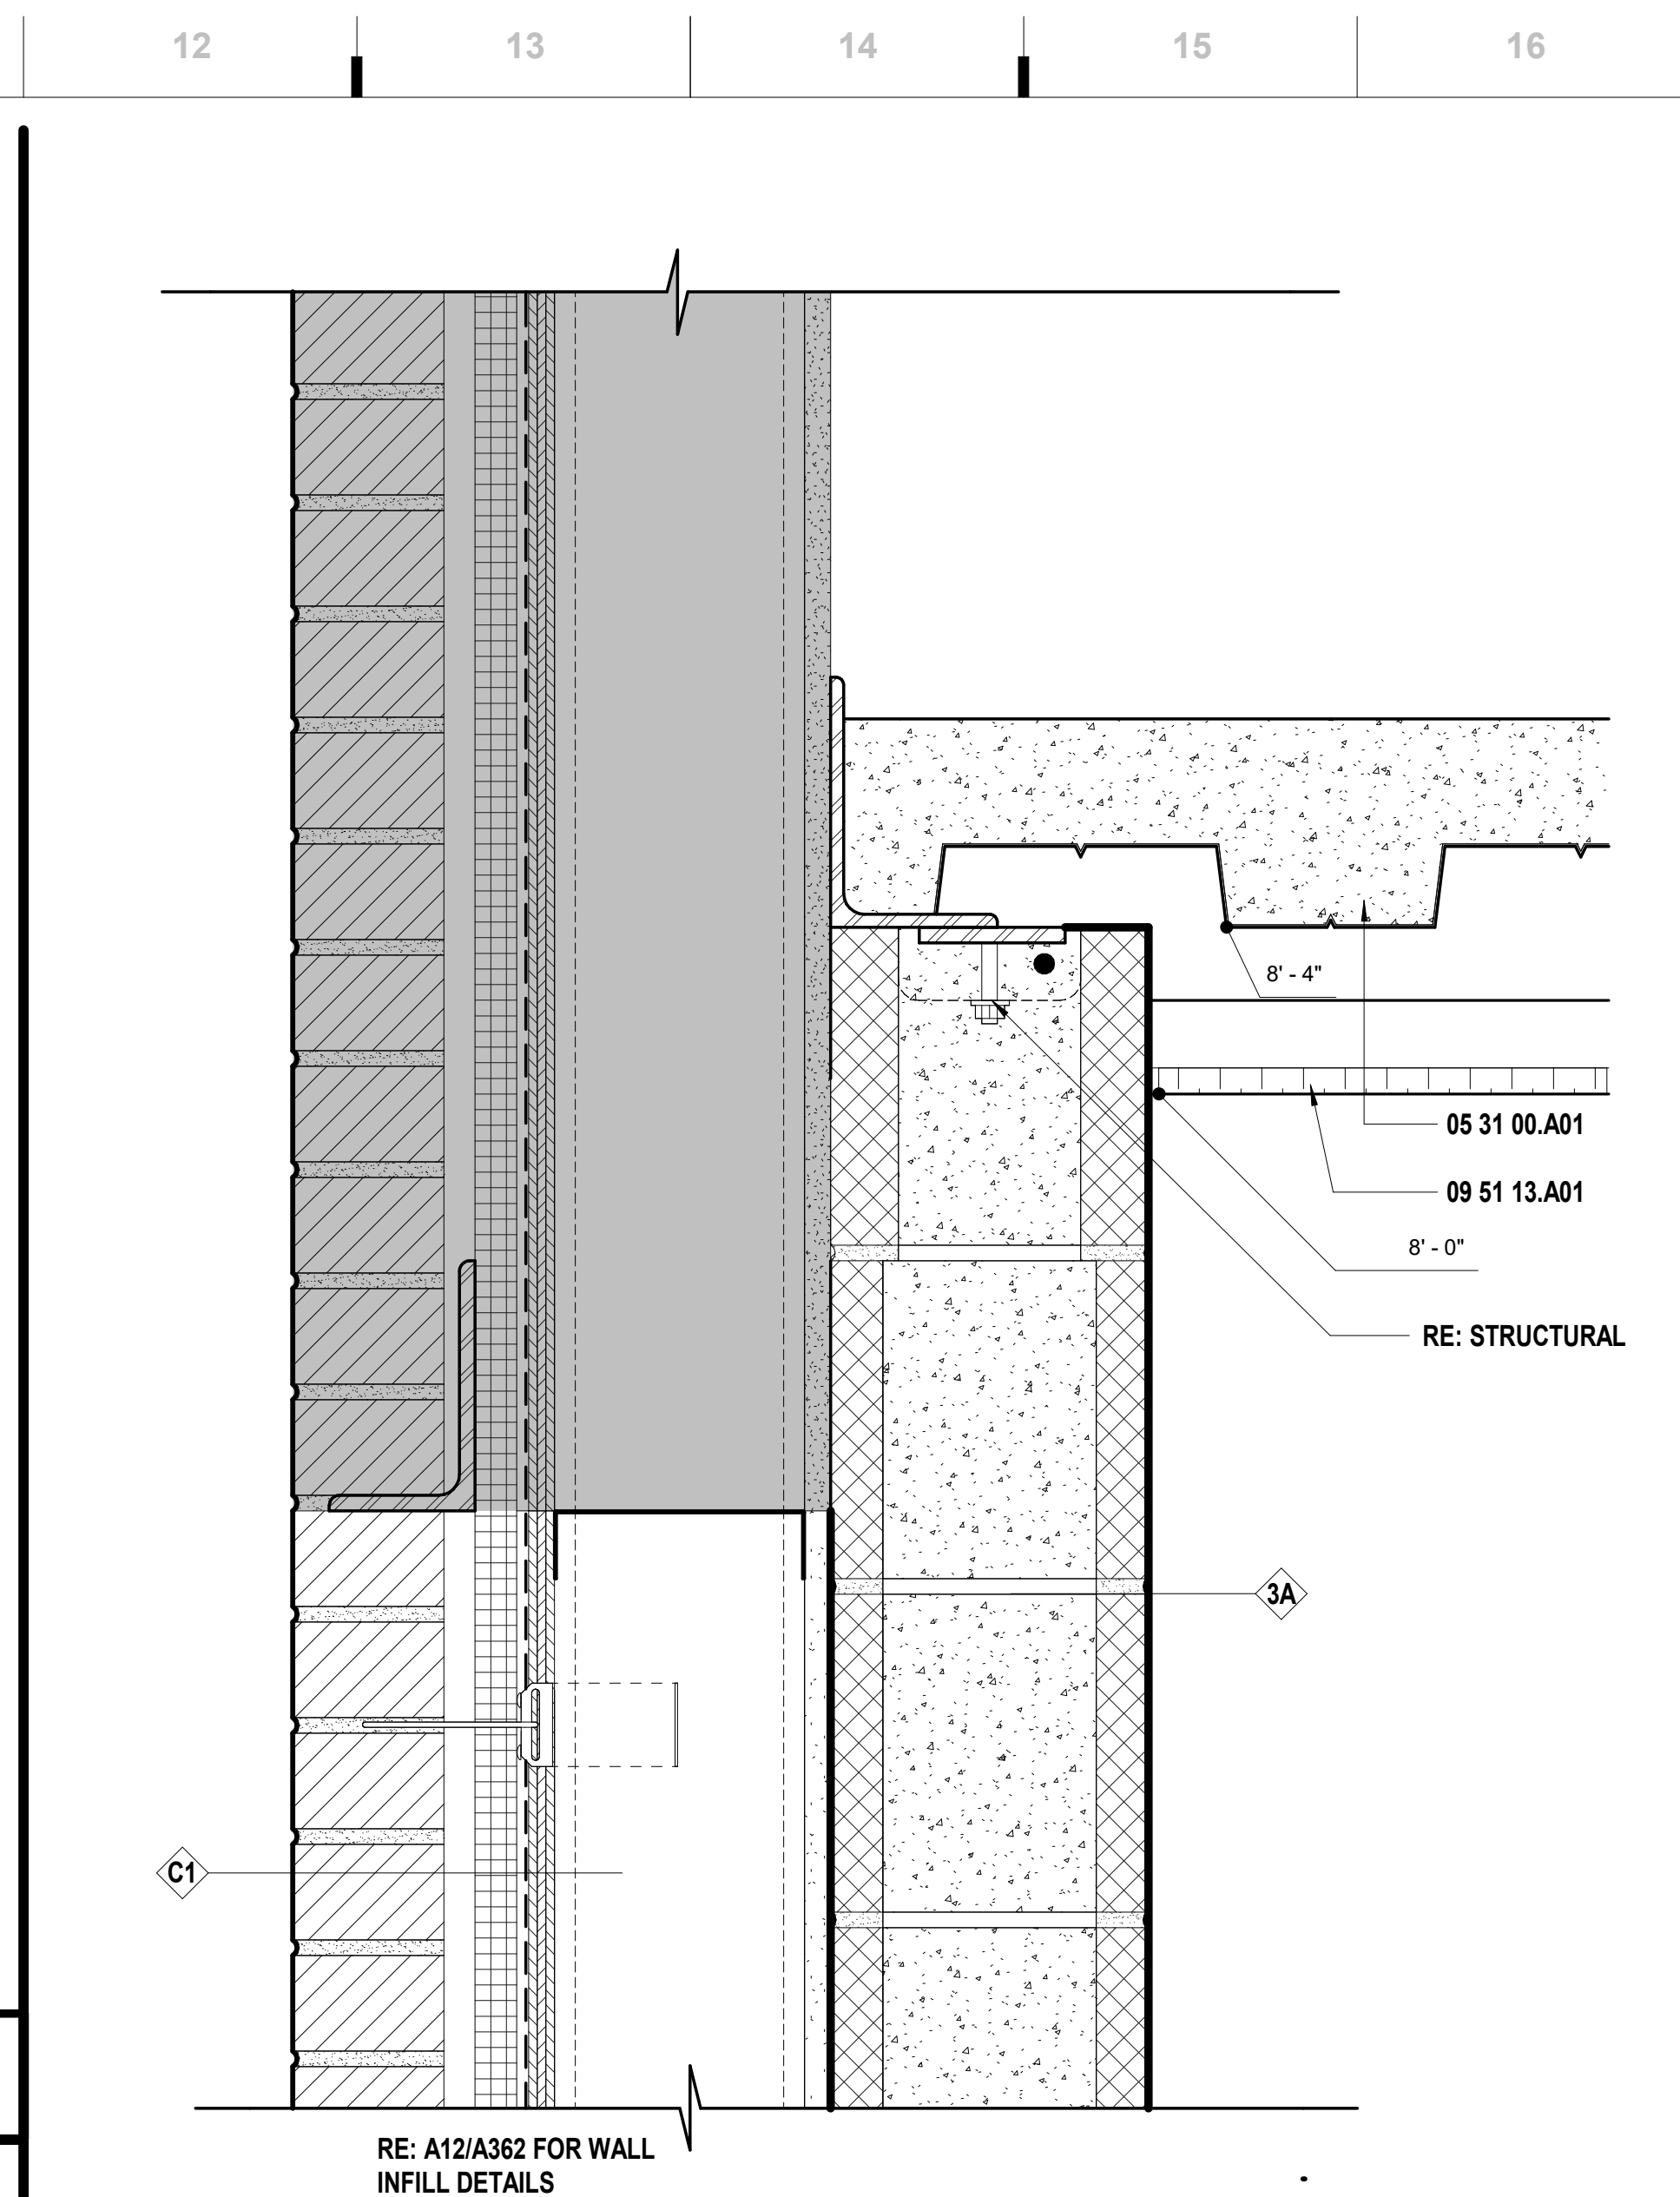 12 13 14 15 16
8' - 4"
05 31 00.A01
09 51 13.A01
8' - 0"
RE: STRUCTURAL
3A
C1
RE: A12/A362 FOR WALL
INFILL DETAILS